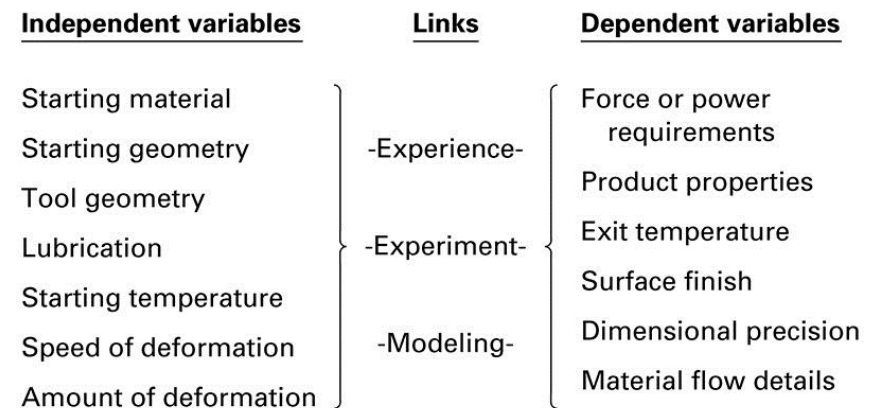 Independent variables
Starting material
Starting geometry
Tool geometry
Lubrication
Starting temperature
Speed of deformation
Amount of deformation
Links
-Experience-
-Experiment-
-Modeling-
Dependent variables
Force or power
requirements
Product properties
Exit temperature
Surface finish
Dimensional precision
Material flow details